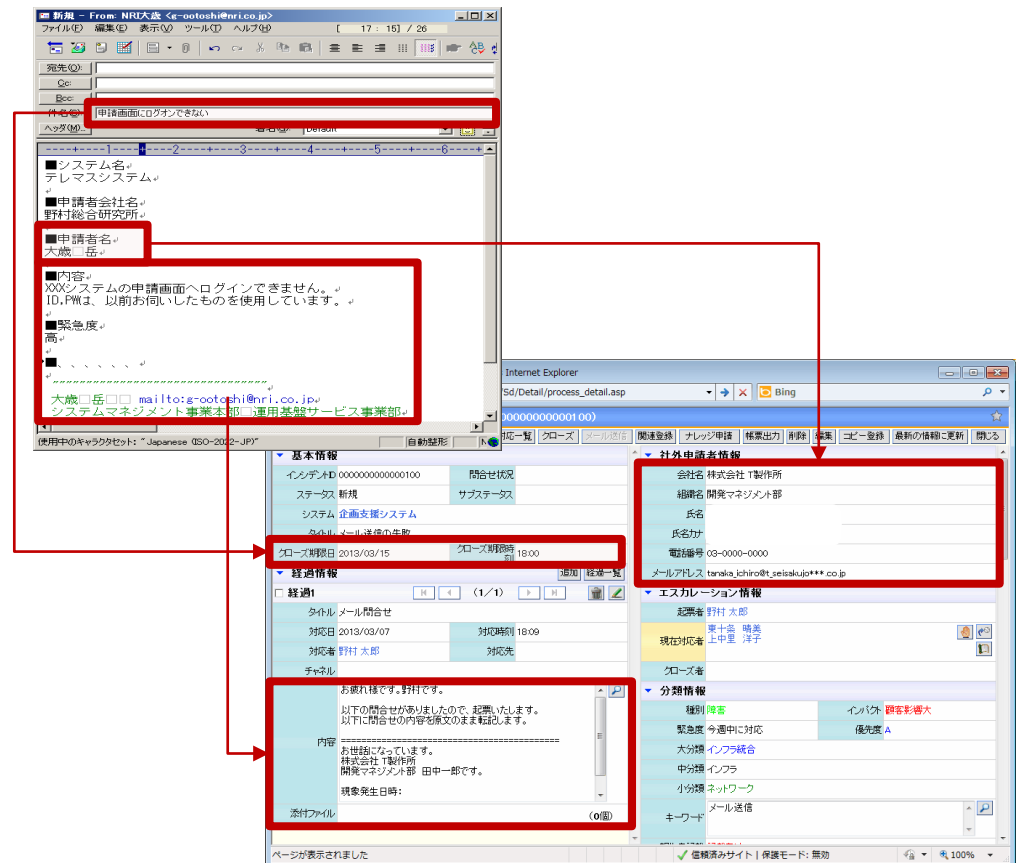 新規 - From: NRI大歳 <g-ootoshi@nri.co.jp>
ファイル(F) 編集(E) 表示(V) ツール(T) ヘルプ(H) [ 17: 15] / 26
宛先(O):
Cc:
Bcc:
件名(S): 申請画面にログオンできない
ヘッダ(M)... Default
----+----1----+----2----+----3----+----4----+----5----+----6----+
■システム名
テレマスシステム
■申請者会社名
野村総合研究所
■申請者名
大歳□岳
■内容
XXXシステムの申請画面へログインできません。
ID,PWは、以前お伺いしたものを使用しています。
■緊急度
高
■、、、、、、
大歳□岳□□ mailto:g-ootoshi@nri.co.jp
システムマネジメント事業本部□運用基盤サービス事業部
使用中のキャラクタセット: "Japanese (ISO-2022-JP)" 自動整形
Internet Explorer
/Sd/Detail/process_detail.asp Bing
000000000000100)
対応一覧 クローズ メール送信 関連登録 ナレッジ申請 帳票出力 削除 編集 コピー登録 最新の情報に更新 閉じる
基本情報
インシデントID 0000000000000100 問合せ状況
ステータス 新規 サブステータス
システム 企画支援システム
タイトル メール送信の失敗
クローズ期限日 2013/03/15 クローズ期限時刻 18:00
経過情報 追加 経過一覧
経過1 (1/1)
タイトル メール問合せ
対応日 2013/03/07 対応時刻 18:09
対応者 野村 太郎 対応先
チャネル
内容
お疲れ様です。野村です。
以下の問合せがありましたので、起票いたします。
以下に問合せの内容を原文のまま転記します。
==========================================
お世話になっています。
株式会社 T製作所
開発マネジメント部 田中一郎です。
現象発生日時:
添付ファイル (0個)
社外申請者情報
会社名 株式会社 T製作所
組織名 開発マネジメント部
氏名
氏名カナ
電話番号 03-0000-0000
メールアドレス tanaka_ichiro@t_seisakujo***.co.jp
エスカレーション情報
起票者 野村 太郎
現在対応者 東十条 晴美
上中里 洋子
クローズ者
分類情報
種別 障害 インパクト 顧客影響大
緊急度 今週中に対応 優先度 A
大分類 インフラ統合
中分類 インフラ
小分類 ネットワーク
キーワード メール送信
ページが表示されました 信頼済みサイト | 保護モード: 無効 100%